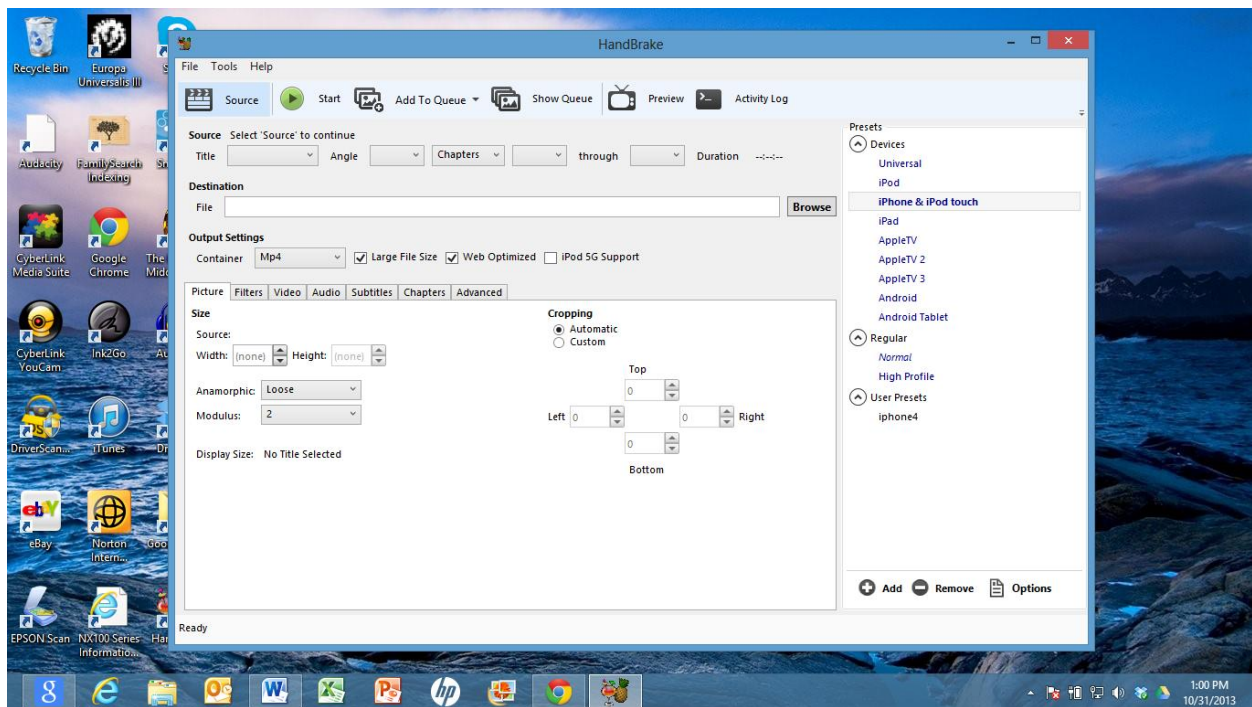 Recycle Bin
Europa
Universalis III
Audacity
FamilySearch
Indexing
CyberLink
Media Suite
Google
Chrome
The
CyberLink
YouCam
Ink2Go
DriverScan...
iTunes
eBay
Norton
Intern...
EPSON Scan
NX100 Series
Informatio...
HandBrake
File Tools Help
Source Start Add To Queue Show Queue Preview Activity Log
Source Select 'Source' to continue
Title Angle Chapters through Duration --:--:--
Destination
File Browse
Output Settings
Container Mp4 Large File Size Web Optimized iPod 5G Support
Picture Filters Video Audio Subtitles Chapters Advanced
Size
Source:
Width: (none) Height: (none)
Anamorphic: Loose
Modulus: 2
Display Size: No Title Selected
Cropping
Automatic
Custom
Top
0
Left 0 0 Right
0
Bottom
Presets
Devices
Universal
iPod
iPhone & iPod touch
iPad
AppleTV
AppleTV 2
AppleTV 3
Android
Android Tablet
Regular
Normal
High Profile
User Presets
iphone4
Add Remove Options
Ready
1:00 PM
10/31/2013